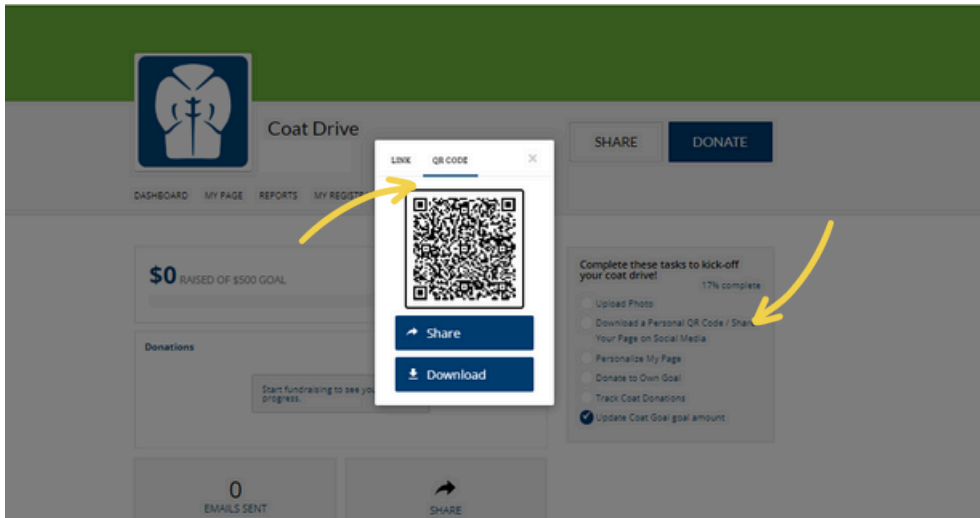 Coat Drive
SHARE
DONATE
LINK
QR CODE
DASHBOARD
MY PAGE
REPORTS
$0 RAISED OF $500 GOAL
Donations
Start fundraising to see
progress.
Share
Download
Complete these tasks to kick-off
your coat drive!
17% complete
Upload Photo
Download a Personal QR Code / Share
Your Page on Social Media
Personalize My Page
Donate to Own Goal
Track Coat Donations
Update Coat Goal goal amount
0
EMAILS SENT
SHARE